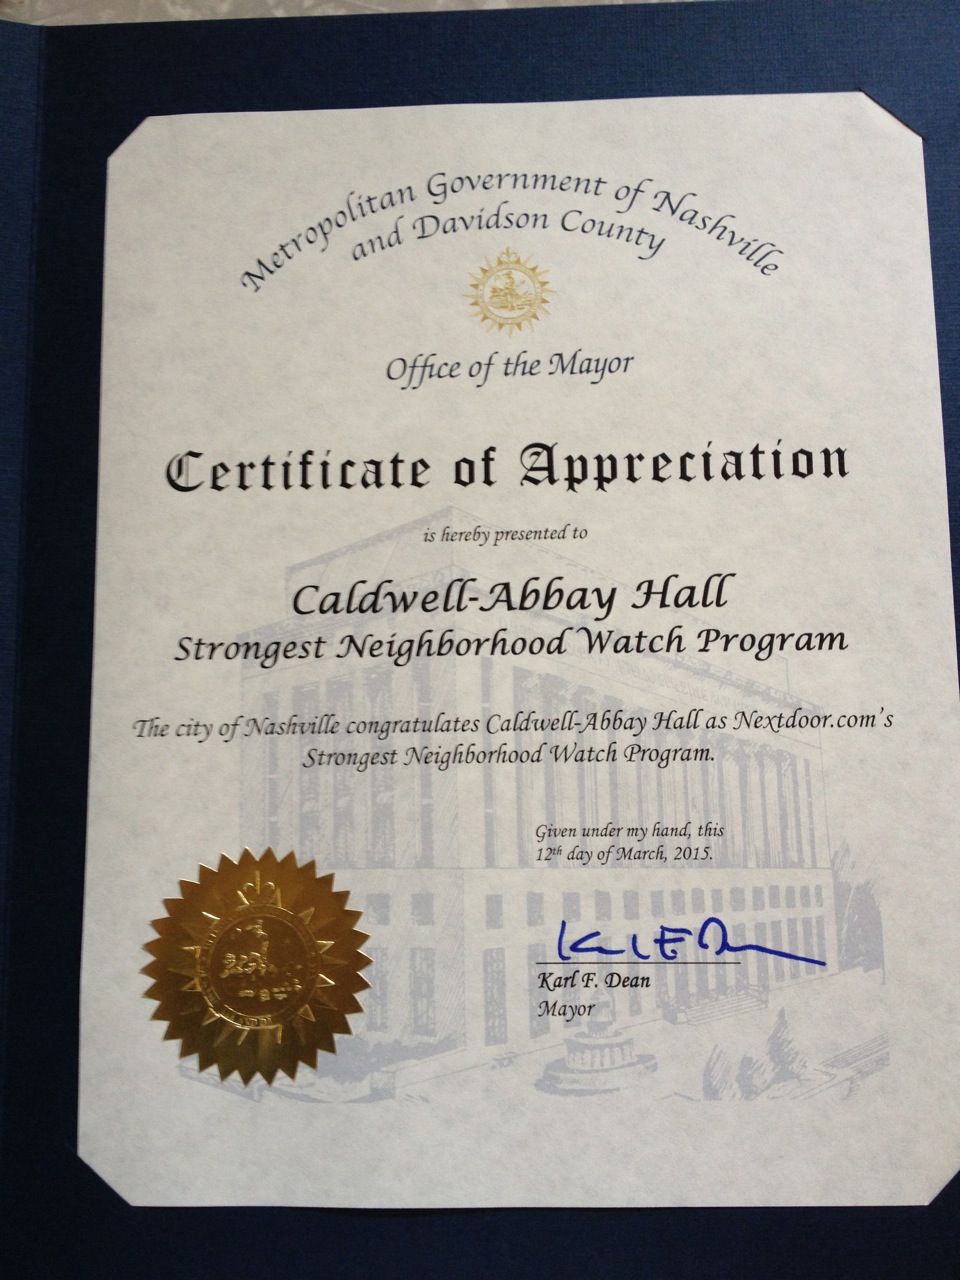 Metropolitan Government of Nashville
and Davidson County
Office of the Mayor
Certificate of Appreciation
is hereby presented to
Caldwell-Abbay Hall
Strongest Neighborhood Watch Program
The city of Nashville congratulates Caldwell-Abbay Hall as Nextdoor.com's
Strongest Neighborhood Watch Program.
Given under my hand, this
12th day of March, 2015.
Karl F. Dean
Mayor